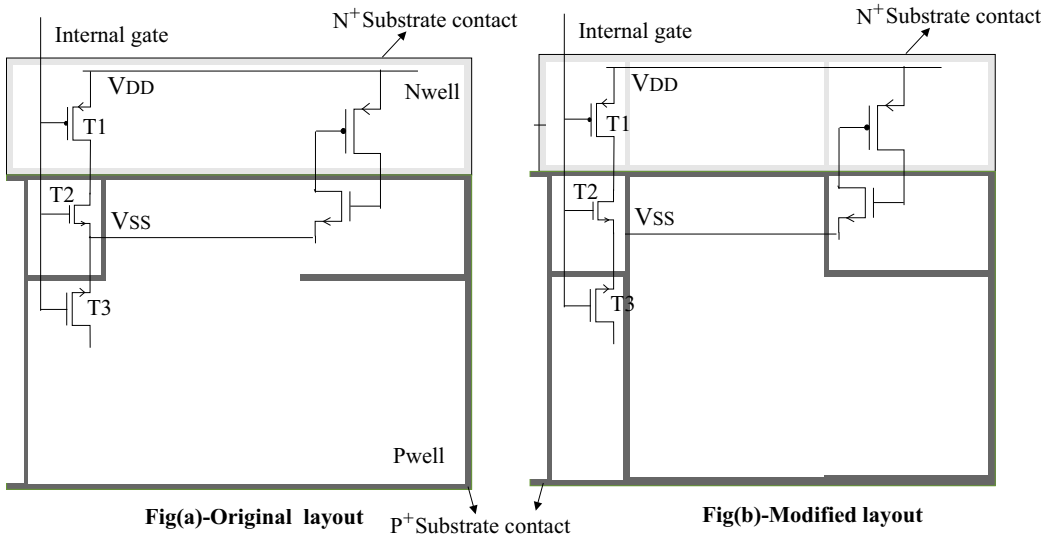 N+Substrate contact
Internal gate
VDD
Nwell
T1
T2
VSS
T3
Pwell
Fig(a)-Original layout
N+Substrate contact
Internal gate
VDD
T1
T2
VSS
T3
P+Substrate contact
Fig(b)-Modified layout